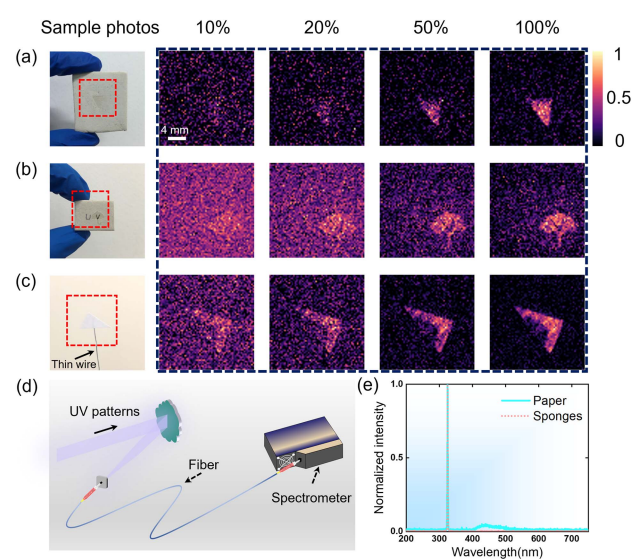 Sample photos 10% 20% 50% 100%
(a)
4 mm
1
0.5
0
(b)
(c)
Thin wire
(d)
UV patterns
Fiber
Spectrometer
(e)
Normalized intensity
1.0
0.5
0.0
Paper
Sponges
200 300 400 500 600 700
Wavelength(nm)